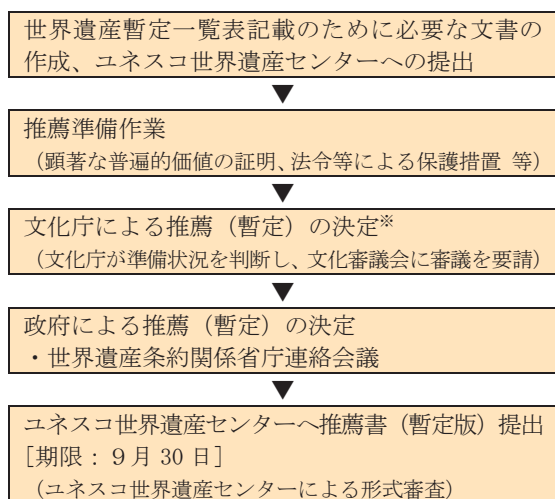 世界遺産暫定一覧表記載のために必要な文書の
作成、ユネスコ世界遺産センターへの提出
▼
推薦準備作業
（顕著な普遍的価値の証明、法令等による保護措置 等）
▼
文化庁による推薦（暫定）の決定※
（文化庁が準備状況を判断し、文化審議会に審議を要請）
▼
政府による推薦（暫定）の決定
・世界遺産条約関係省庁連絡会議
▼
ユネスコ世界遺産センターへ推薦書（暫定版）提出
［期限：９月 30 日］
（ユネスコ世界遺産センターによる形式審査）